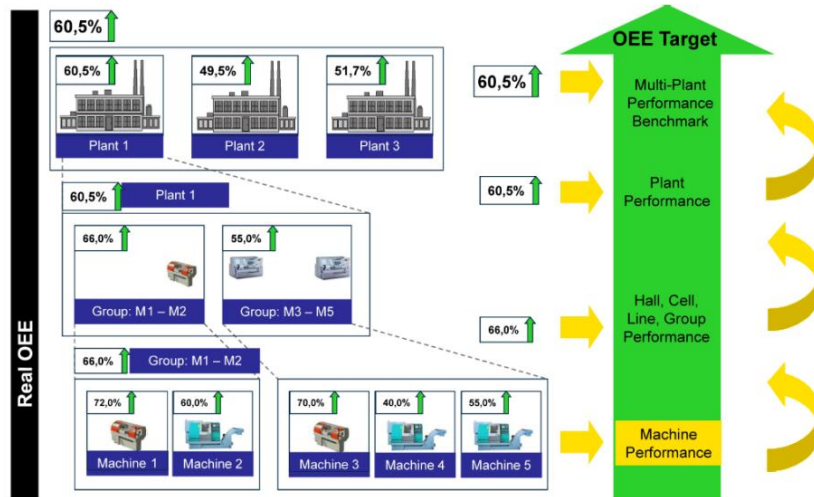 60,5%
OEE Target
60,5%
49,5%
51,7%
Plant 1
Plant 2
Plant 3
60,5%
Multi-Plant
Performance
Benchmark
60,5%
Plant 1
60,5%
Plant
Performance
66,0%
55,0%
Group: M1 – M2
Group: M3 – M5
66,0%
Hall, Cell,
Line, Group
Performance
66,0%
Group: M1 – M2
72,0%
60,0%
70,0%
40,0%
55,0%
Machine 1
Machine 2
Machine 3
Machine 4
Machine 5
Machine
Performance
Real OEE